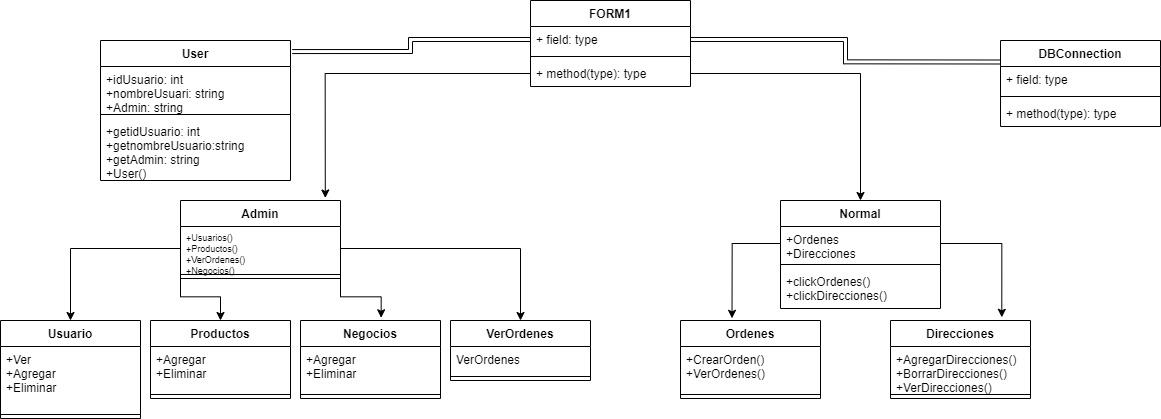 FORM1
+ field: type
+ method(type): type
User
+idUsuario: int
+nombreUsuari: string
+Admin: string
+getidUsuario: int
+getnombreUsuario:string
+getAdmin: string
+User()
DBConnection
+ field: type
+ method(type): type
Admin
+Usuarios()
+Productos()
+VerOrdenes()
+Negocios()
Normal
+Ordenes
+Direcciones
+clickOrdenes()
+clickDirecciones()
Usuario
+Ver
+Agregar
+Eliminar
Productos
+Agregar
+Eliminar
Negocios
+Agregar
+Eliminar
VerOrdenes
VerOrdenes
Ordenes
+CrearOrden()
+VerOrdenes()
Direcciones
+AgregarDirecciones()
+BorrarDirecciones()
+VerDirecciones()